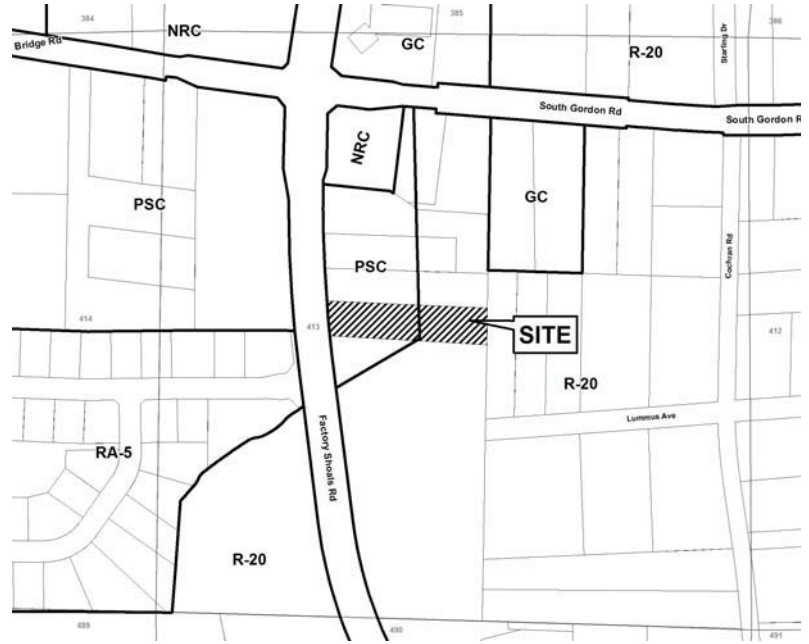 384
NRC
385
386
Bridge Rd
GC
R-20
Starling Dr
South Gordon Rd
South Gordon R
NRC
GC
PSC
Cochran Rd
PSC
414
413
SITE
412
R-20
Lummus Ave
Factory Shoals Rd
RA-5
R-20
489
490
491